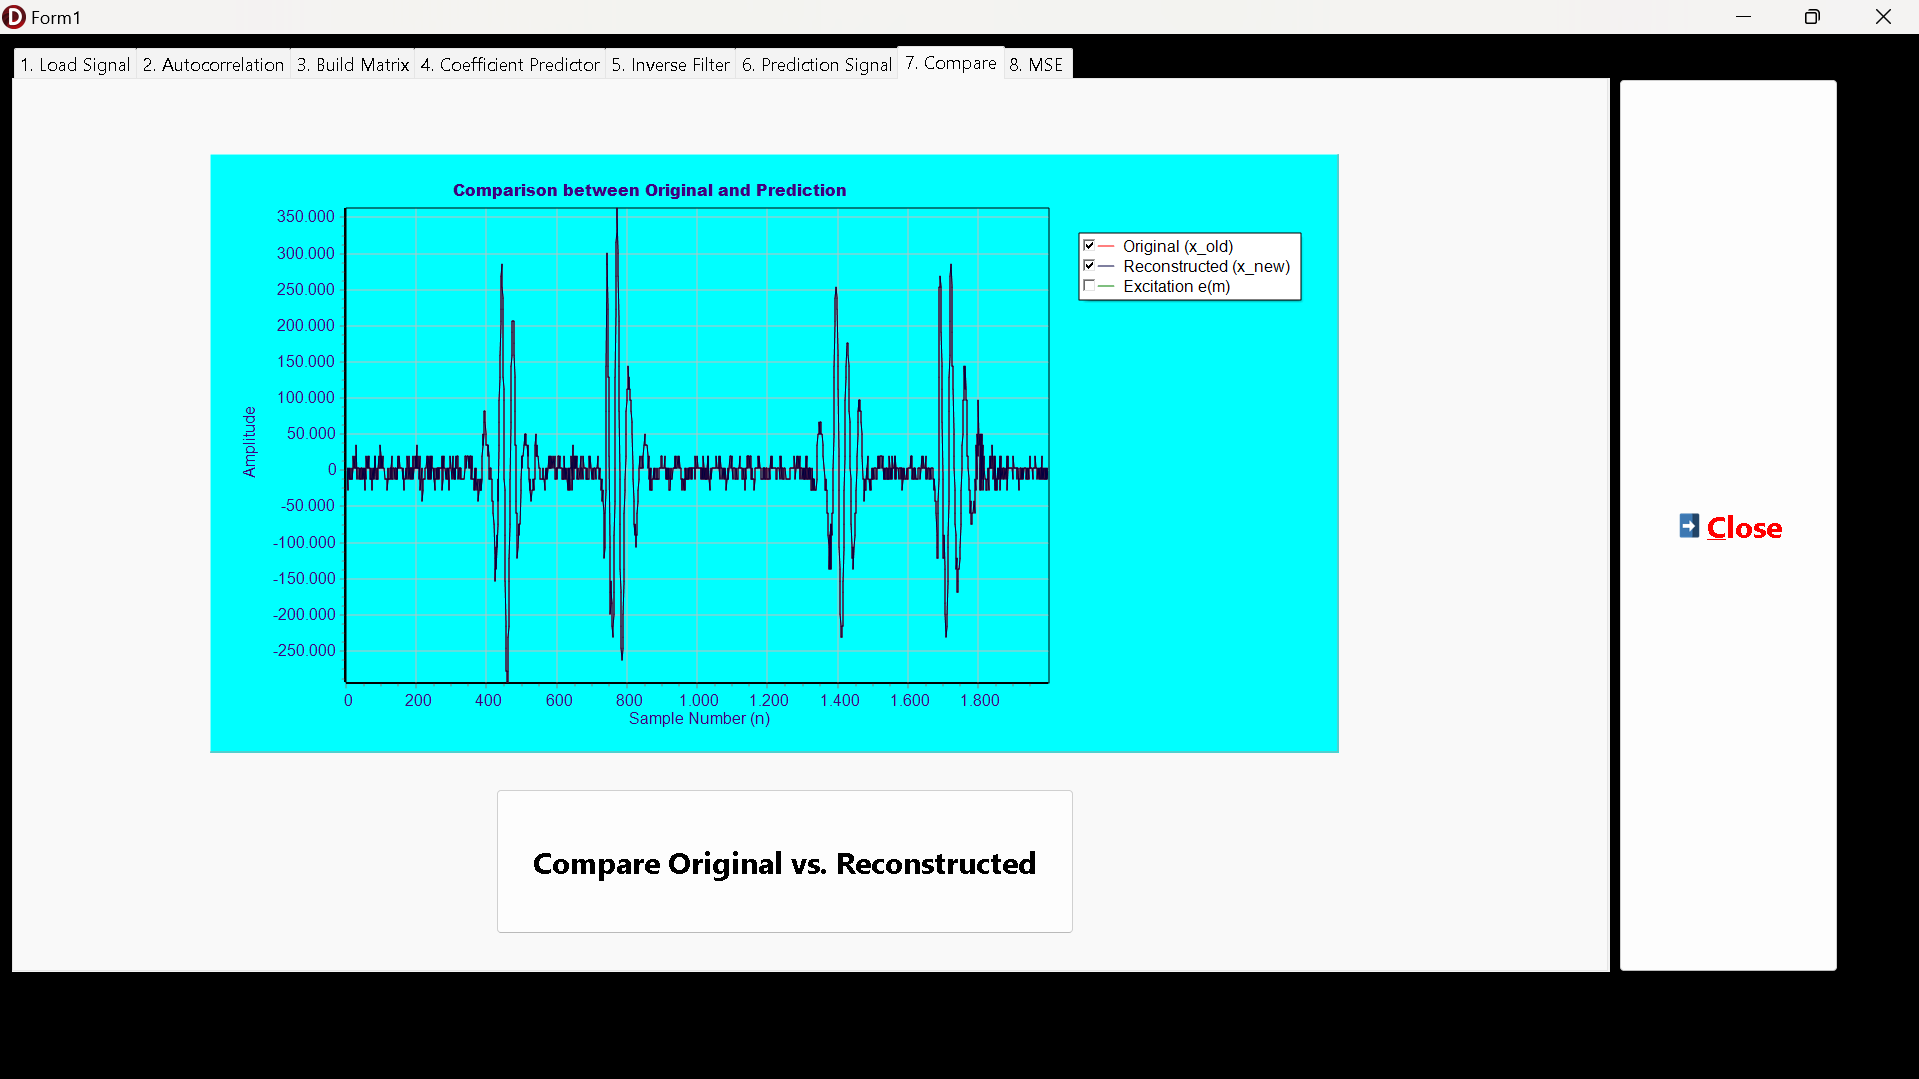 Form1
1. Load Signal 2. Autocorrelation 3. Build Matrix 4. Coefficient Predictor 5. Inverse Filter 6. Prediction Signal 7. Compare 8. MSE
Comparison between Original and Prediction
350.000
300.000
250.000
200.000
150.000
100.000
50.000
0
-50.000
-100.000
-150.000
-200.000
-250.000
Amplitude
0 200 400 600 800 1.000 1.200 1.400 1.600 1.800
Sample Number (n)
Original (x_old)
Reconstructed (x_new)
Excitation e(m)
Close
Compare Original vs. Reconstructed